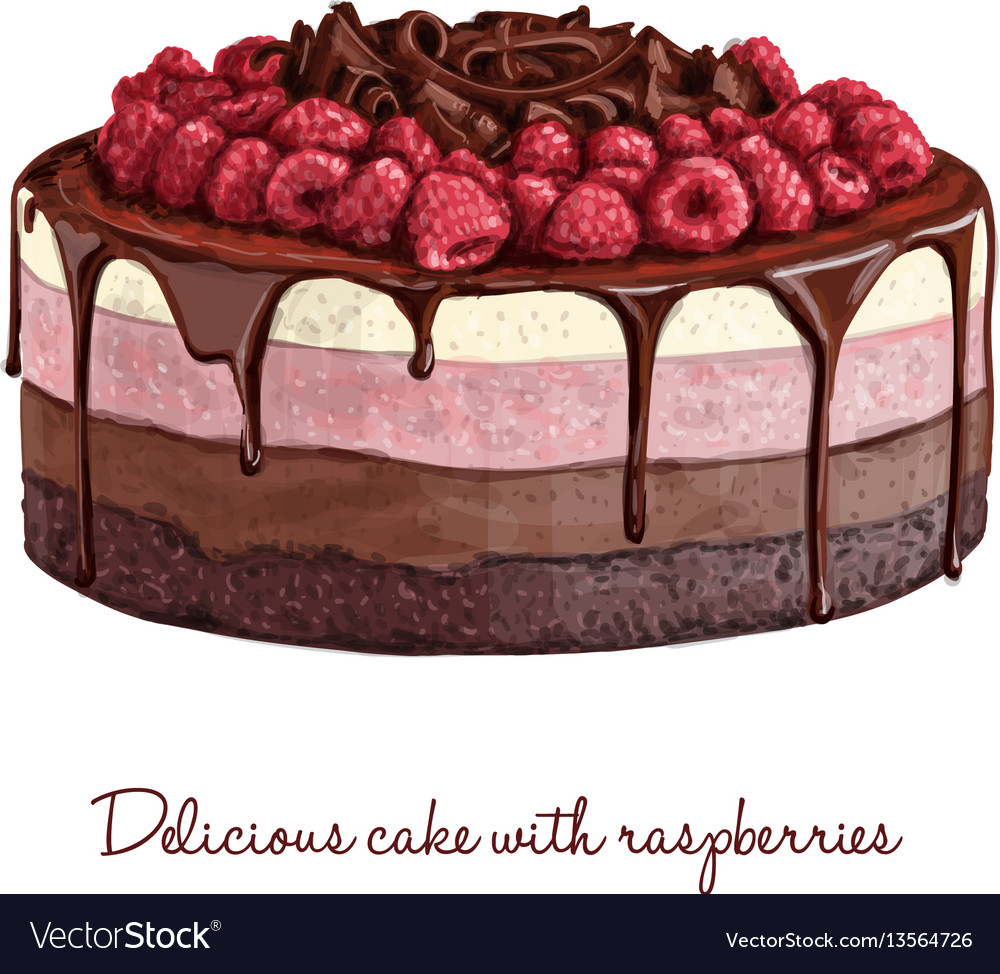 Delicious cake with raspberries
VectorStock®
VectorStock.com/13564726